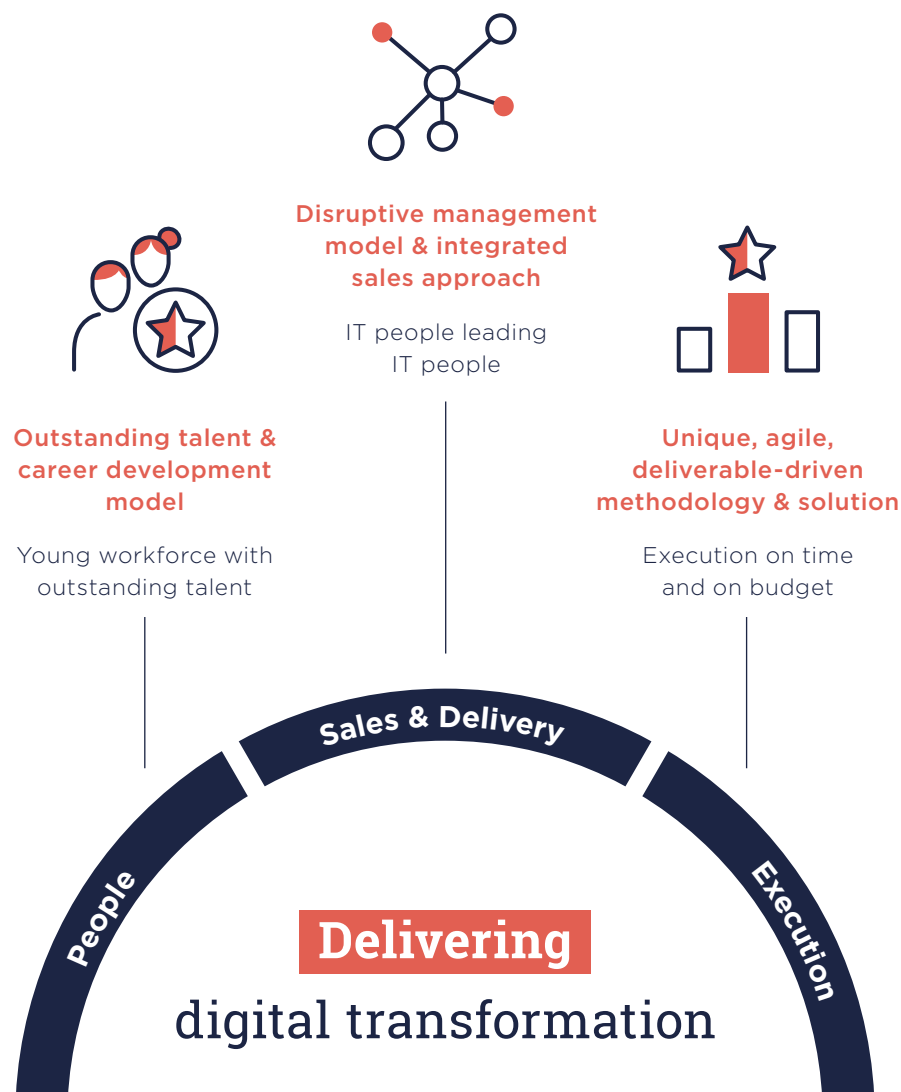 Disruptive management
model & integrated
sales approach
IT people leading
IT people
Outstanding talent &
career development
model
Young workforce with
outstanding talent
Unique, agile,
deliverable-driven
methodology & solution
Execution on time
and on budget
People
Sales & Delivery
Execution
Delivering
digital transformation